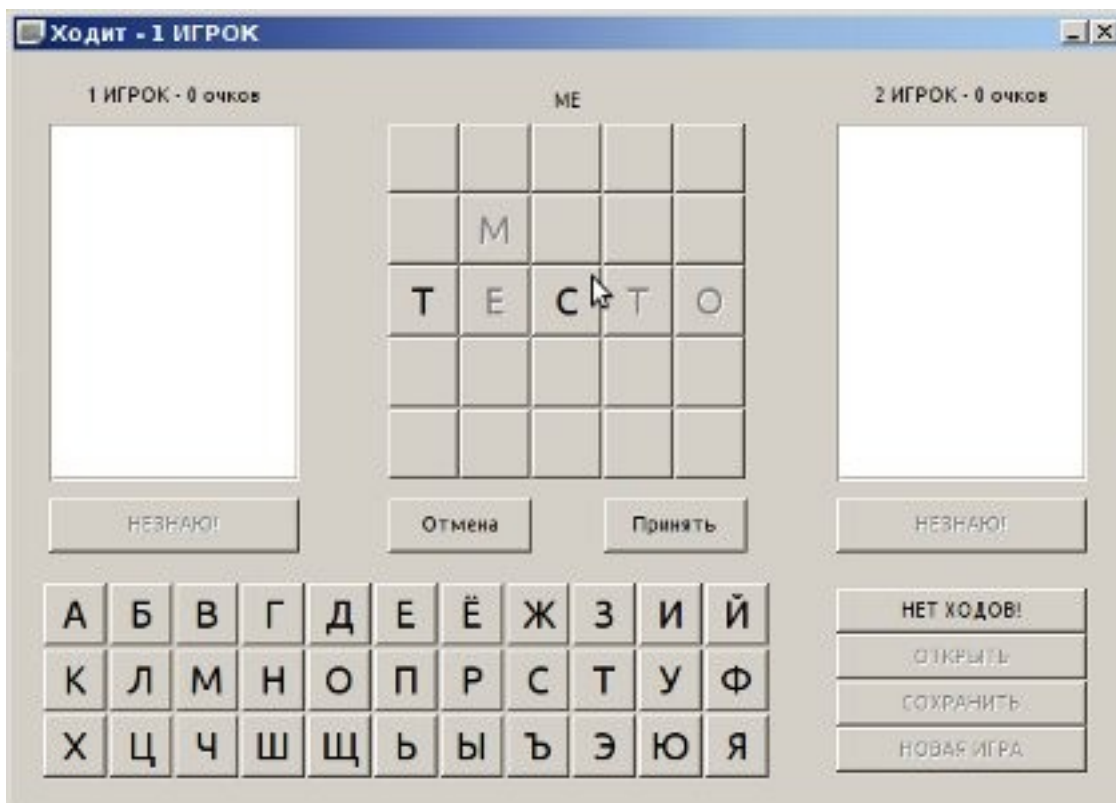 Ходит - 1 ИГРОК
1 ИГРОК - 0 очков
МЕ
2 ИГРОК - 0 очков
М
Т Е С Т О
НЕЗНАЮ!
Отмена
Принять
НЕЗНАЮ!
А Б В Г Д Е Ё Ж З И Й
К Л М Н О П Р С Т У Ф
Х Ц Ч Ш Щ Ь Ы Ъ Э Ю Я
НЕТ ХОДОВ!
ОТКРЫТЬ
СОХРАНИТЬ
НОВАЯ ИГРА